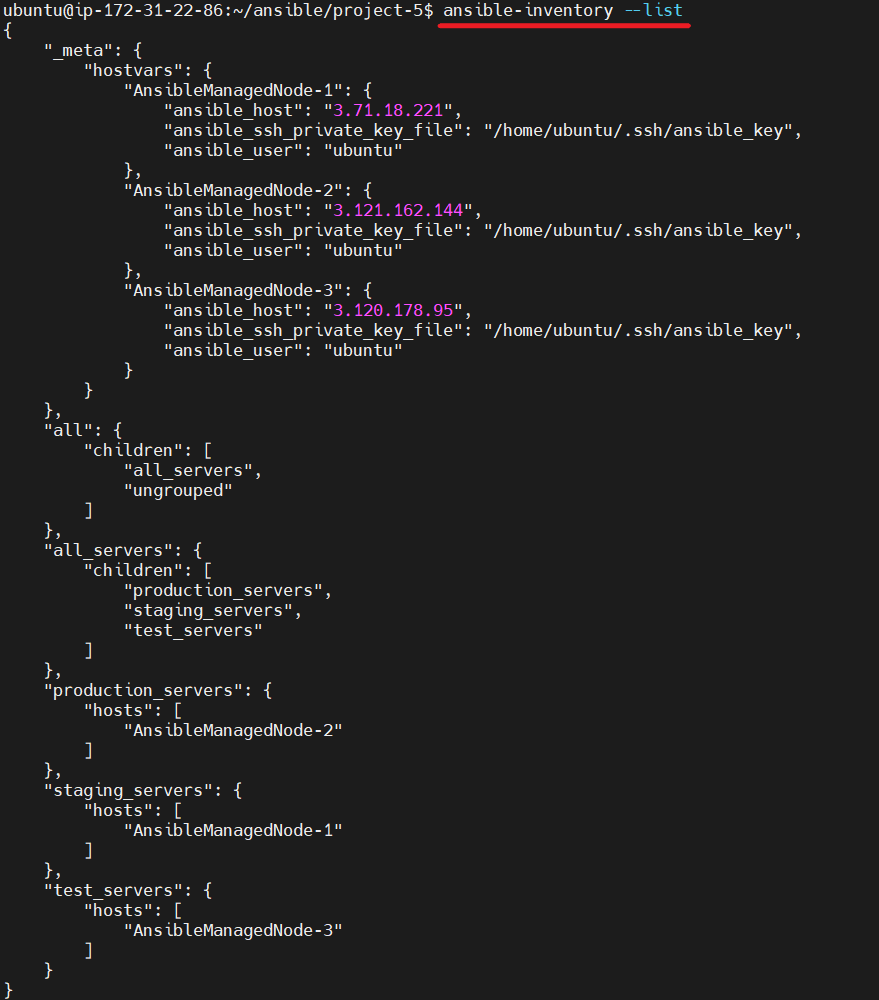 ubuntu@ip-172-31-22-86:~/ansible/project-5$ ansible-inventory --list
{
    "_meta": {
        "hostvars": {
            "AnsibleManagedNode-1": {
                "ansible_host": "3.71.18.221",
                "ansible_ssh_private_key_file": "/home/ubuntu/.ssh/ansible_key",
                "ansible_user": "ubuntu"
            },
            "AnsibleManagedNode-2": {
                "ansible_host": "3.121.162.144",
                "ansible_ssh_private_key_file": "/home/ubuntu/.ssh/ansible_key",
                "ansible_user": "ubuntu"
            },
            "AnsibleManagedNode-3": {
                "ansible_host": "3.120.178.95",
                "ansible_ssh_private_key_file": "/home/ubuntu/.ssh/ansible_key",
                "ansible_user": "ubuntu"
            }
        }
    },
    "all": {
        "children": [
            "all_servers",
            "ungrouped"
        ]
    },
    "all_servers": {
        "children": [
            "production_servers",
            "staging_servers",
            "test_servers"
        ]
    },
    "production_servers": {
        "hosts": [
            "AnsibleManagedNode-2"
        ]
    },
    "staging_servers": {
        "hosts": [
            "AnsibleManagedNode-1"
        ]
    },
    "test_servers": {
        "hosts": [
            "AnsibleManagedNode-3"
        ]
    }
}